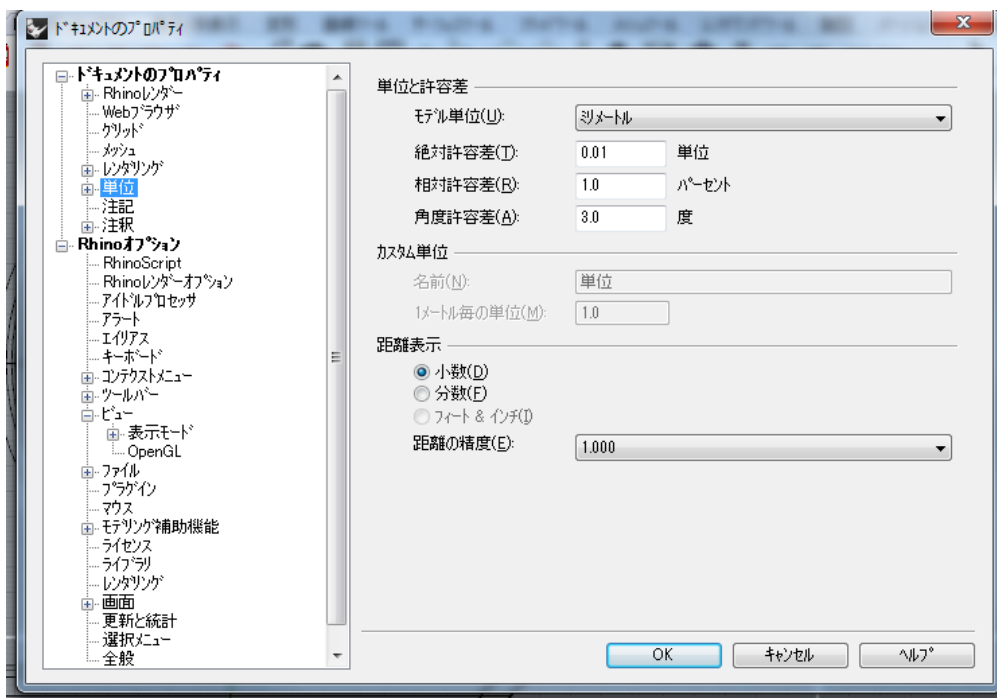 ドキュメントのプロパティ
ドキュメントのプロパティ
Rhinoレンダー
Webブラウザ
グリッド
メッシュ
レンダリング
単位
注記
注釈
Rhinoオプション
RhinoScript
Rhinoレンダーオプション
アイドルプロセッサ
アラート
エイリアス
キーボード
コンテクストメニュー
ツールバー
ビュー
表示モード
OpenGL
ファイル
プラグイン
マウス
モデリング補助機能
ライセンス
ライブラリ
レンダリング
画面
更新と統計
選択メニュー
全般
単位と許容差
モデル単位(U): ミリメートル
絶対許容差(T): 0.01 単位
相対許容差(R): 1.0 パーセント
角度許容差(A): 3.0 度
カスタム単位
名前(N): 単位
1メートル毎の単位(M): 1.0
距離表示
小数(D)
分数(F)
フィート & インチ(I)
距離の精度(E): 1.000
OK キャンセル ヘルプ